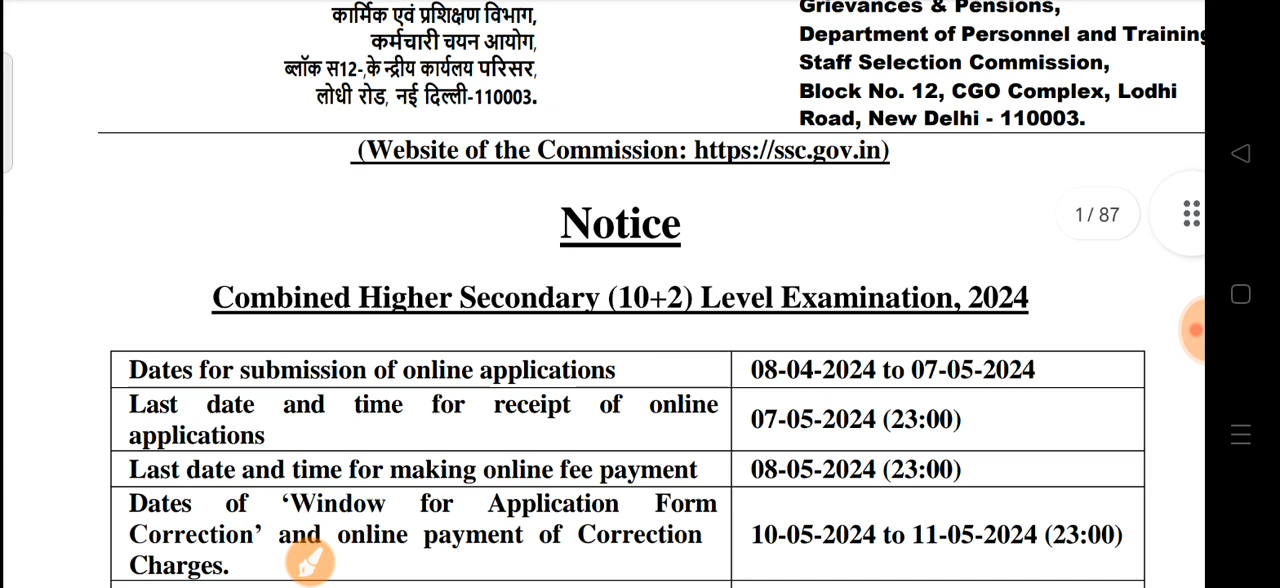 कार्मिक एवं प्रशिक्षण विभाग,
कर्मचारी चयन आयोग,
ब्लॉक स12-,के न्द्रीय कार्यालय परिसर,
लोधी रोड, नई दिल्ली-110003.
Grievances & Pensions,
Department of Personnel and Training
Staff Selection Commission,
Block No. 12, CGO Complex, Lodhi
Road, New Delhi - 110003.
(Website of the Commission: https://ssc.gov.in)
Notice
1 / 87
Combined Higher Secondary (10+2) Level Examination, 2024
Dates for submission of online applications
08-04-2024 to 07-05-2024
Last date and time for receipt of online
applications
07-05-2024 (23:00)
Last date and time for making online fee payment
08-05-2024 (23:00)
Dates of ‘Window for Application Form
Correction’ and online payment of Correction
Charges.
10-05-2024 to 11-05-2024 (23:00)